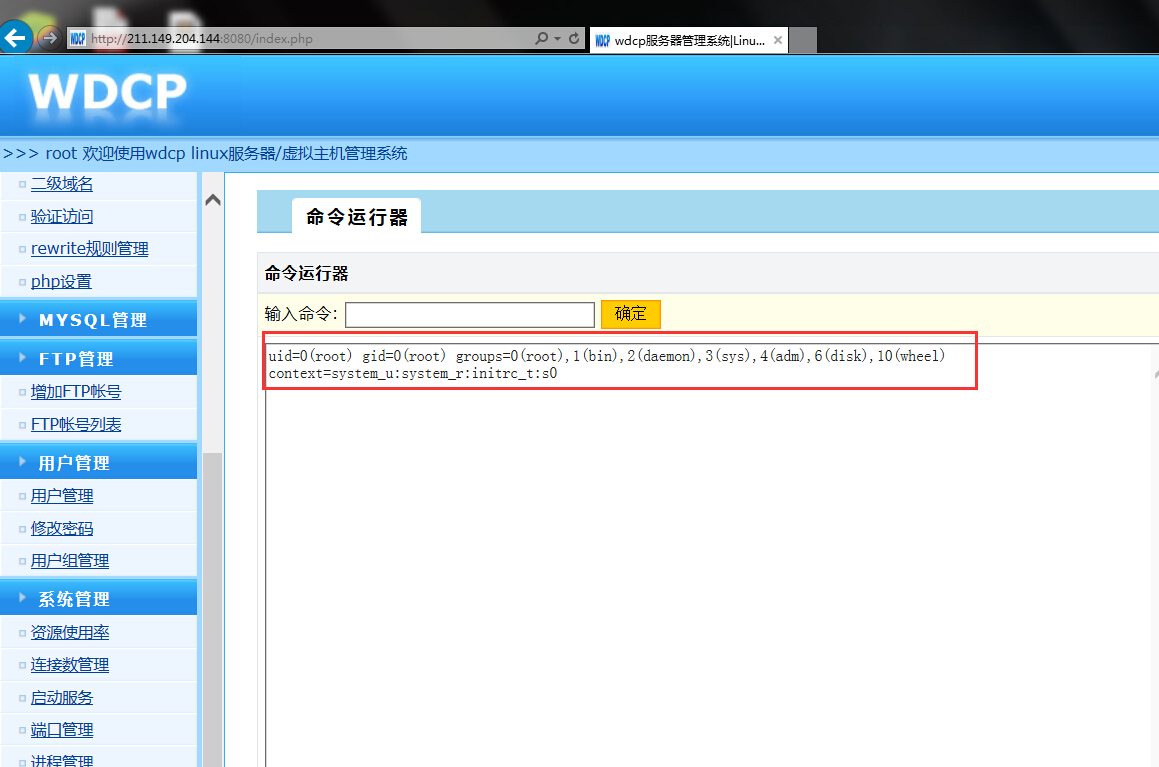 WDCP http://211.149.204.144:8080/index.php
WDCP wdcp服务器管理系统|Linu...
WDCP
>>> root 欢迎使用wdcp linux服务器/虚拟主机管理系统
二级域名
验证访问
rewrite规则管理
php设置
MYSQL管理
FTP管理
增加FTP帐号
FTP帐号列表
用户管理
用户管理
修改密码
用户组管理
系统管理
资源使用率
连接数管理
启动服务
端口管理
进程管理
命令运行器
命令运行器
输入命令: 确定
uid=0(root) gid=0(root) groups=0(root),1(bin),2(daemon),3(sys),4(adm),6(disk),10(wheel)
context=system_u:system_r:initrc_t:s0